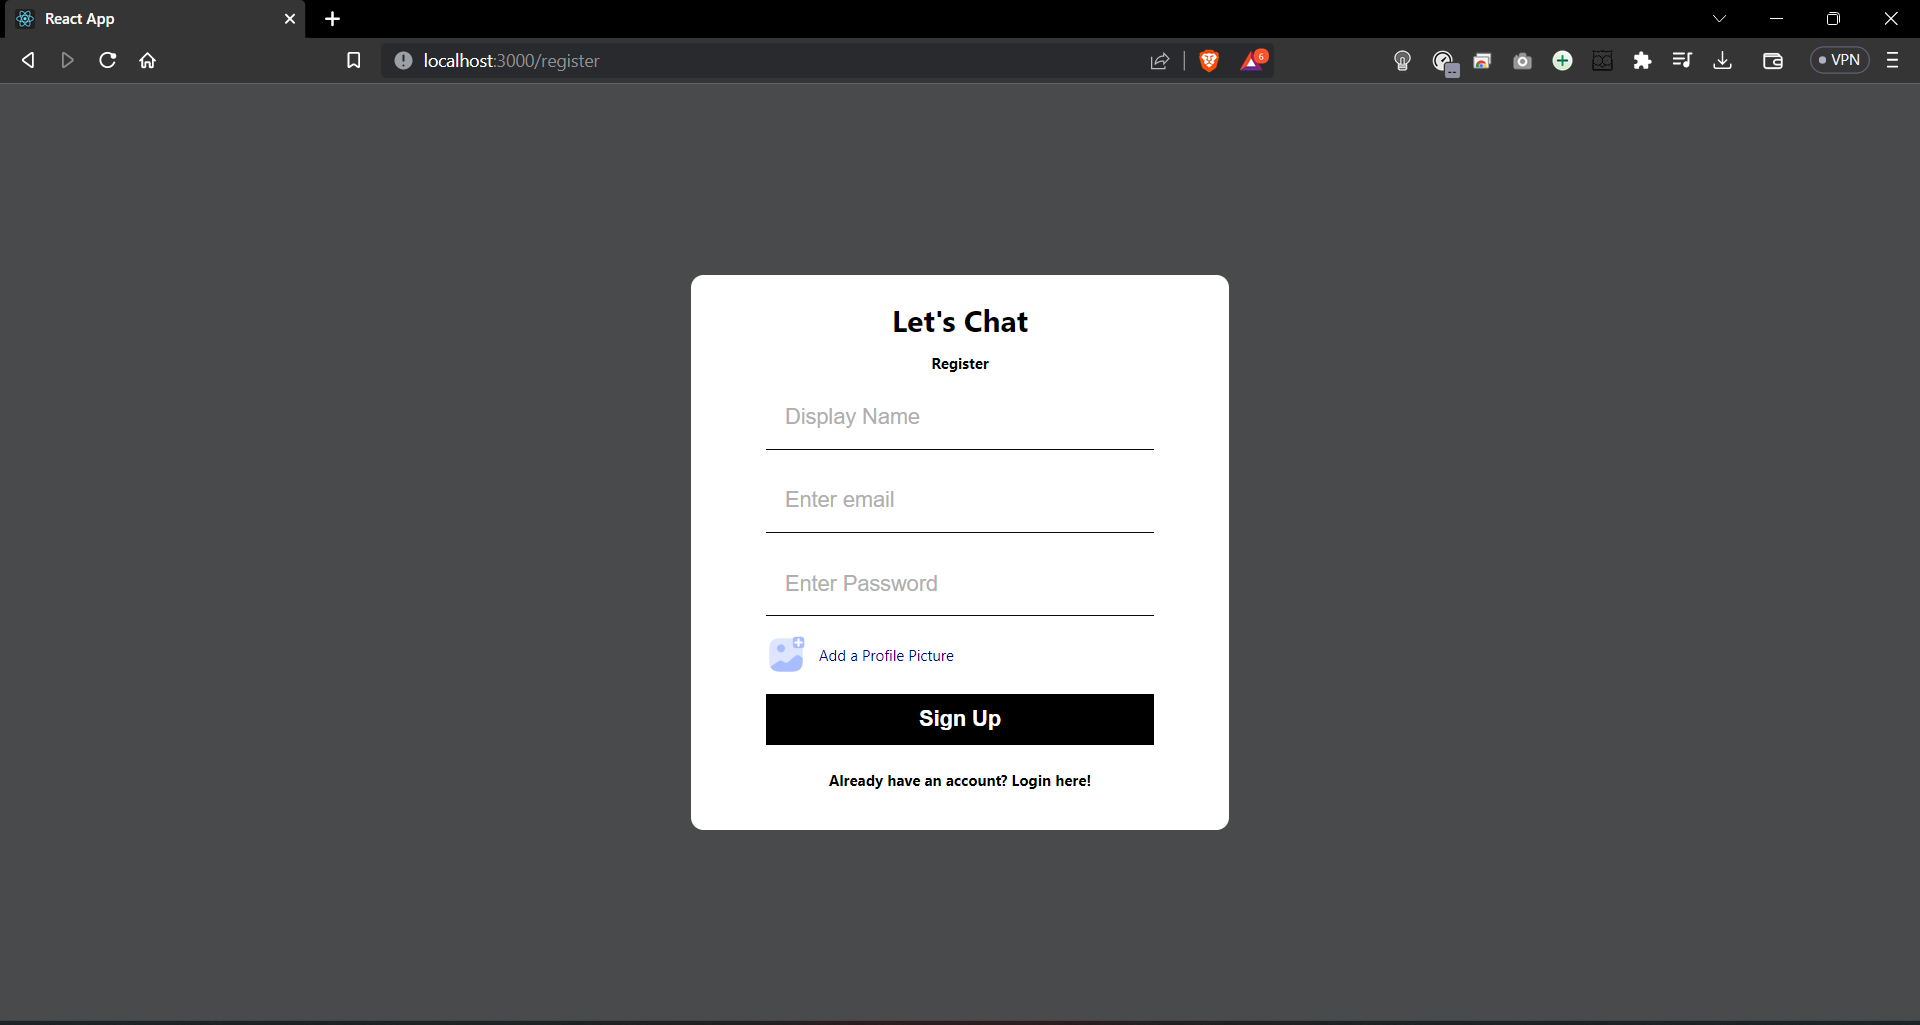 React App
localhost:3000/register
6
VPN
Let's Chat
Register
Display Name
Enter email
Enter Password
Add a Profile Picture
Sign Up
Already have an account? Login here!